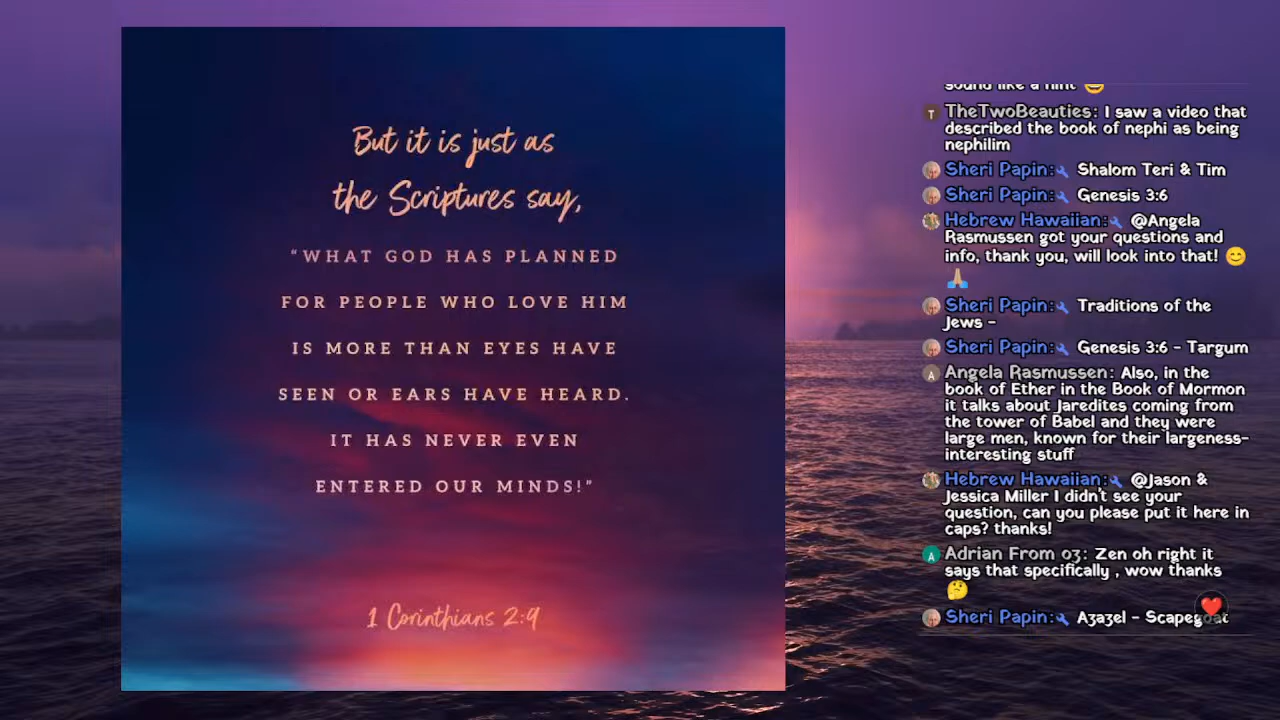 But it is just as
the Scriptures say,
"WHAT GOD HAS PLANNED
FOR PEOPLE WHO LOVE HIM
IS MORE THAN EYES HAVE
SEEN OR EARS HAVE HEARD.
IT HAS NEVER EVEN
ENTERED OUR MINDS!"
1 Corinthians 2:9
sound like a hint 😄
T TheTwoBeauties: I saw a video that
described the book of nephi as being
nephilim
Sheri Papin: Shalom Teri & Tim
Sheri Papin: Genesis 3:6
Hebrew Hawaiian: @Angela
Rasmussen got your questions and
info, thank you, will look into that! 😊
🙏🏼
Sheri Papin: Traditions of the
Jews -
Sheri Papin: Genesis 3:6 - Targum
A Angela Rasmussen: Also, in the
book of Ether in the Book of Mormon
it talks about Jaredites coming from
the tower of Babel and they were
large men, known for their largeness-
interesting stuff
Hebrew Hawaiian: @Jason &
Jessica Miller I didn't see your
question, can you please put it here in
caps? thanks!
A Adrian From 03: Zen oh right it
says that specifically , wow thanks
🤔
Sheri Papin: Azazel - Scapegoat